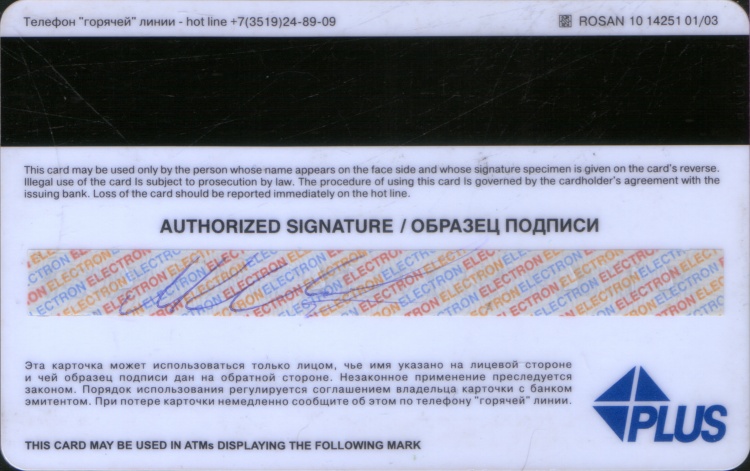 Телефон "горячей" линии - hot line +7(3519)24-89-09
ROSAN 10 14251 01/03
This card may be used only by the person whose name appears on the face side and whose signature specimen is given on the card's reverse.
Illegal use of the card Is subject to prosecution by law. The procedure of using this card is governed by the cardholder's agreement with the
issuing bank. Loss of the card should be reported immediately on the hot line.
AUTHORIZED SIGNATURE / ОБРАЗЕЦ ПОДПИСИ
ELECTRON ELECTRON ELECTRON ELECTRON ELECTRON
Эта карточка может использоваться только лицом, чье имя указано на лицевой стороне
и чей образец подписи дан на обратной стороне. Незаконное применение преследуется
законом. Порядок использования регулируется соглашением владельца карточки с банком
эмитентом. При потере карточки немедленно сообщите об этом по телефону "горячей" линии.
PLUS
THIS CARD MAY BE USED IN ATMs DISPLAYING THE FOLLOWING MARK